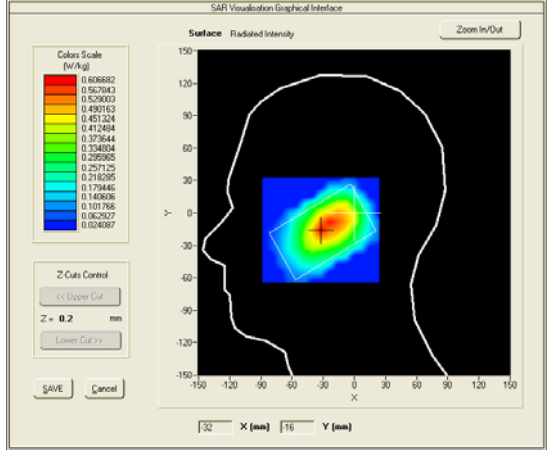 SAR Visualisation Graphical Interface
Surface Radiated Intensity
Zoom In/Out
Colors Scale
(W/kg)
0.606682
0.567843
0.529003
0.490163
0.451324
0.412484
0.373644
0.334804
0.295965
0.257125
0.218285
0.179446
0.140606
0.101766
0.062927
0.024087
Z Cuts Control
<< Upper Cut
Z = 0.2 mm
Lower Cut >>
SAVE Cancel
150-
120-
90-
60-
30-
0-
-30-
-60-
-90-
-120-
-150-
Y
-150 -120 -90 -60 -30 0 30 60 90 120 150
X
-32 X (mm) -16 Y (mm)